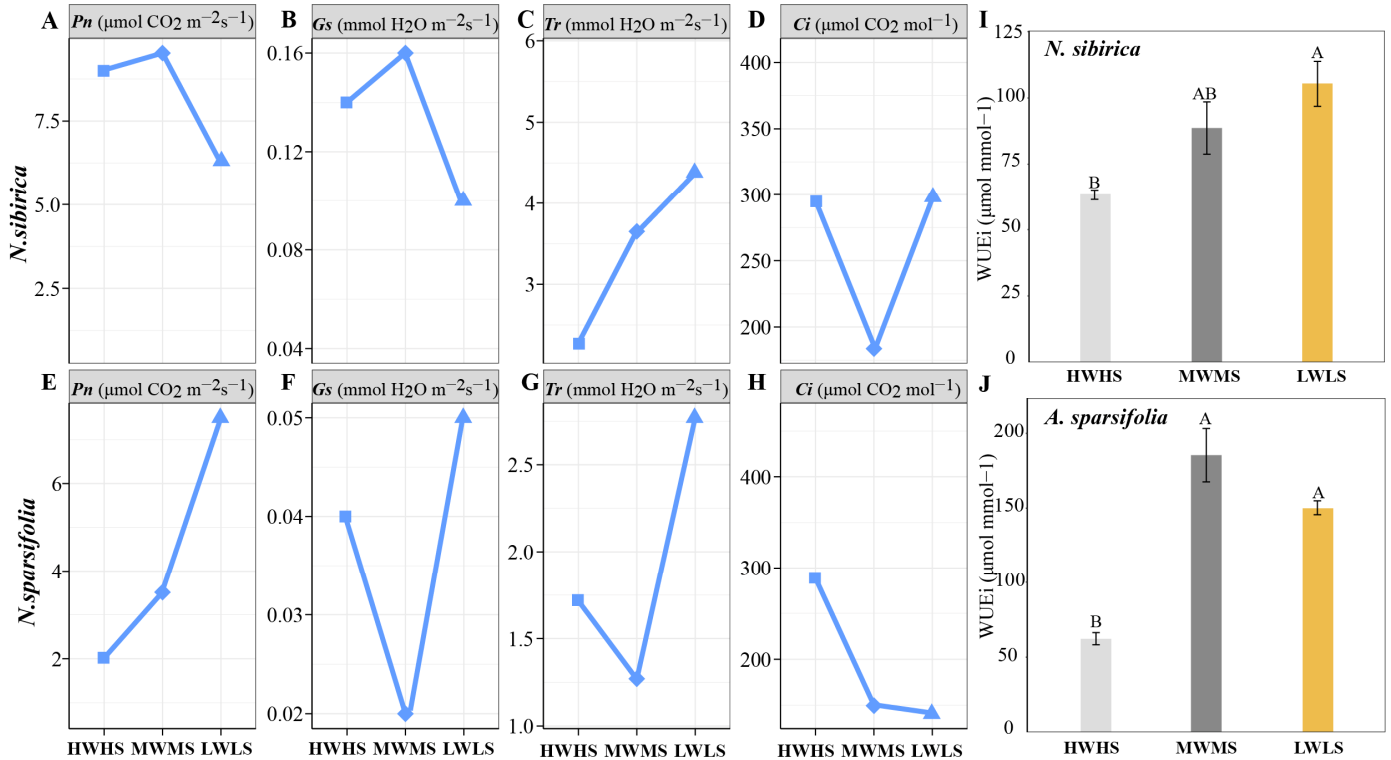 A
Pn (μmol CO2 m−2s−1)
B
Gs (mmol H2O m−2s−1)
C
Tr (mmol H2O m−2s−1)
D
Ci (μmol CO2 mol−1)
I
N.sibirica
7.5
5.0
2.5
0.16
0.12
0.08
0.04
6
5
4
3
400
350
300
250
200
N. sibirica
WUEi (μmol mmol−1)
125
100
75
50
25
0
B
AB
A
HWHS
MWMS
LWLS
E
Pn (μmol CO2 m−2s−1)
F
Gs (mmol H2O m−2s−1)
G
Tr (mmol H2O m−2s−1)
H
Ci (μmol CO2 mol−1)
J
N.sparsifolia
6
4
2
HWHS MWMS LWLS
0.05
0.04
0.03
0.02
HWHS MWMS LWLS
2.5
2.0
1.5
1.0
HWHS MWMS LWLS
400
300
200
HWHS MWMS LWLS
A. sparsifolia
WUEi (μmol mmol−1)
200
150
100
50
0
B
A
A
HWHS
MWMS
LWLS